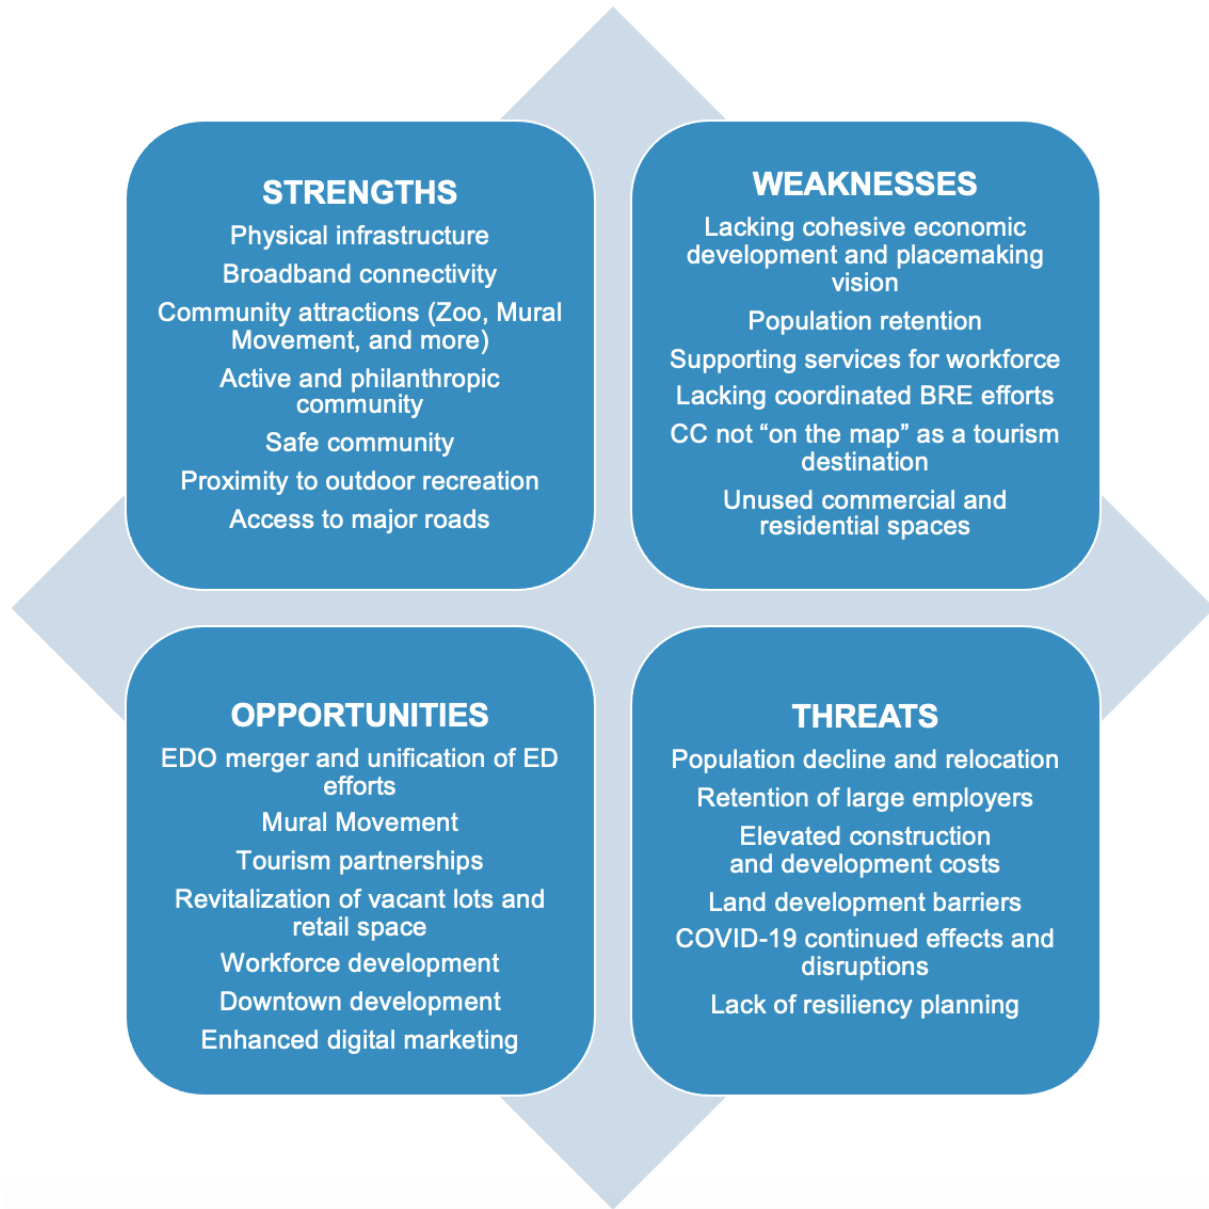 STRENGTHS
Physical infrastructure
Broadband connectivity
Community attractions (Zoo, Mural
Movement, and more)
Active and philanthropic
community
Safe community
Proximity to outdoor recreation
Access to major roads
WEAKNESSES
Lacking cohesive economic
development and placemaking
vision
Population retention
Supporting services for workforce
Lacking coordinated BRE efforts
CC not “on the map” as a tourism
destination
Unused commercial and
residential spaces
OPPORTUNITIES
EDO merger and unification of ED
efforts
Mural Movement
Tourism partnerships
Revitalization of vacant lots and
retail space
Workforce development
Downtown development
Enhanced digital marketing
THREATS
Population decline and relocation
Retention of large employers
Elevated construction
and development costs
Land development barriers
COVID-19 continued effects and
disruptions
Lack of resiliency planning